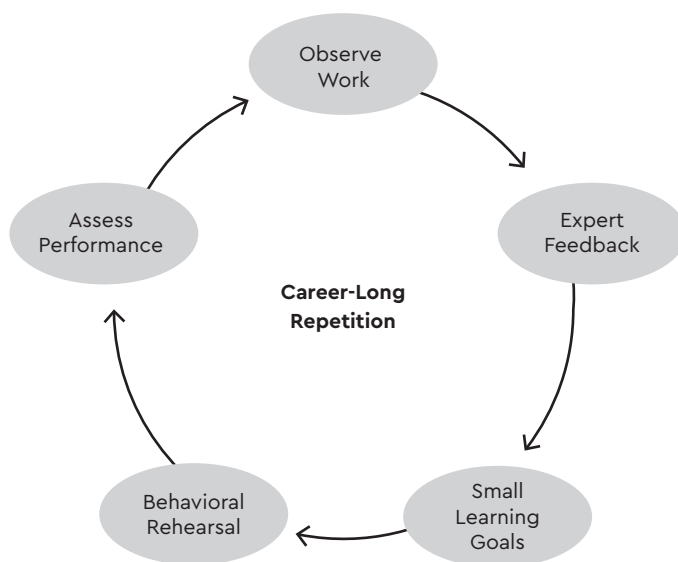 Observe
Work
Expert
Feedback
Small
Learning
Goals
Behavioral
Rehearsal
Assess
Performance
Career-Long
Repetition